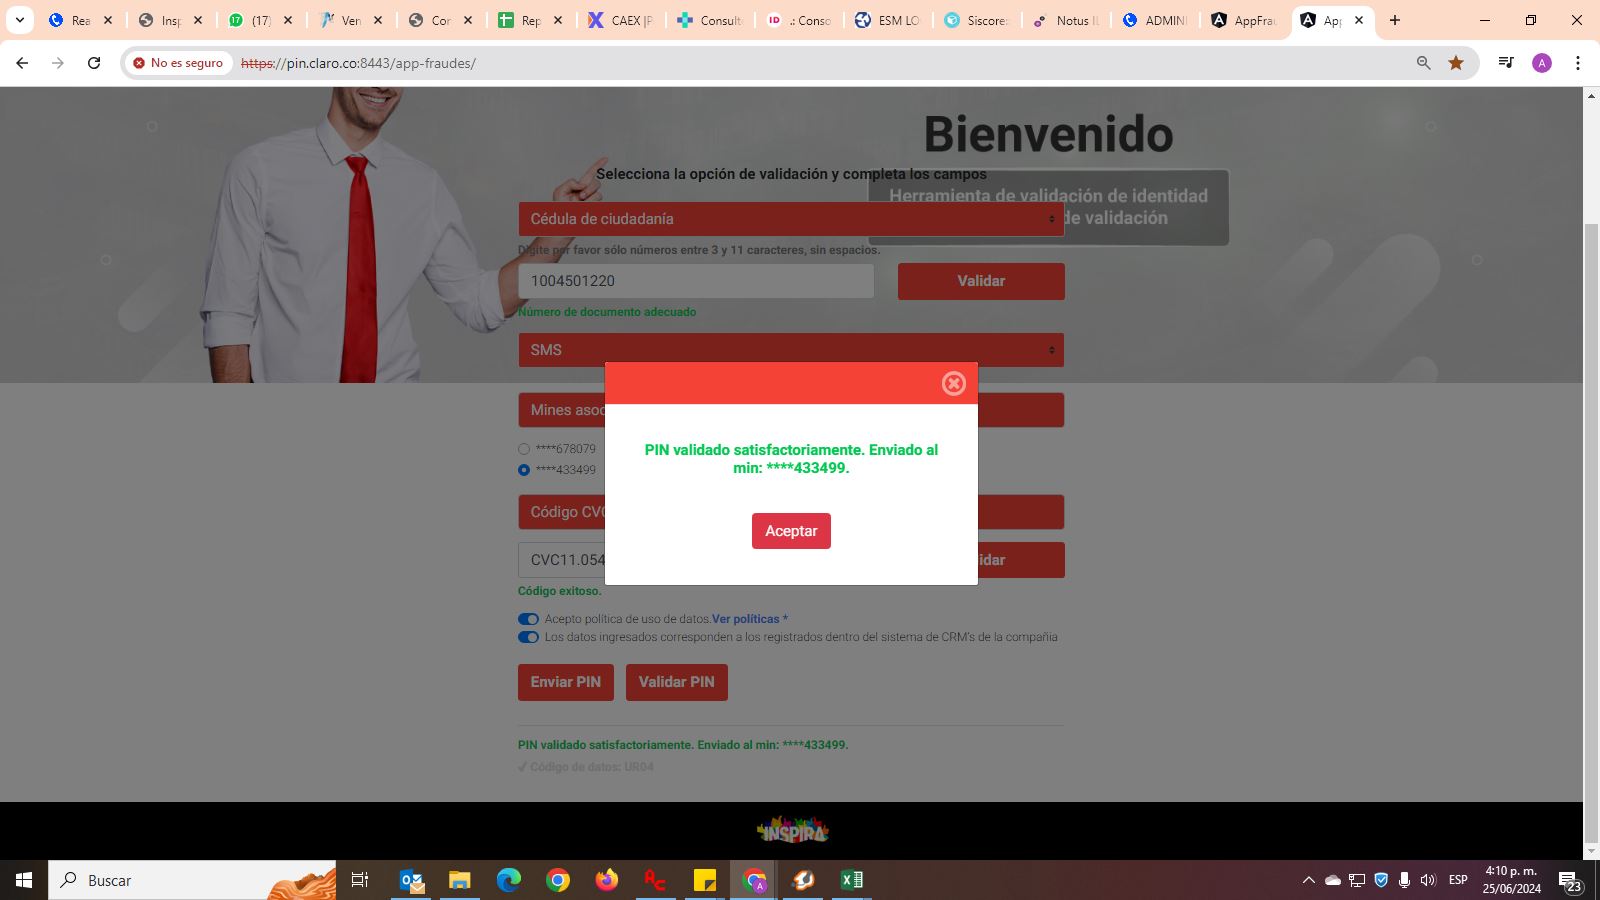 Rea
Insp
(17)
Ven
Cor
Rep
CAEX |P
Consult
.: Conso
ESM LO
Siscore
Notus IL
ADMIN
AppFrau
App
No es seguro
https://pin.claro.co:8443/app-fraudes/
A
Bienvenido
Selecciona la opción de validación y completa los campos
Herramienta de validación de identidad
de validación
Cédula de ciudadanía
Digite por favor sólo números entre 3 y 11 caracteres, sin espacios.
1004501220
Validar
Número de documento adecuado
SMS
Mines asoc
****678079
****433499
PIN validado satisfactoriamente. Enviado al
min: ****433499.
Aceptar
Código CVC
CVC11.054
idar
Código exitoso.
Acepto política de uso de datos.Ver políticas *
Los datos ingresados corresponden a los registrados dentro del sistema de CRM's de la compañia
Enviar PIN
Validar PIN
PIN validado satisfactoriamente. Enviado al min: ****433499.
Código de datos: UR04
INSPIRA
Buscar
ESP
4:10 p. m.
25/06/2024
23